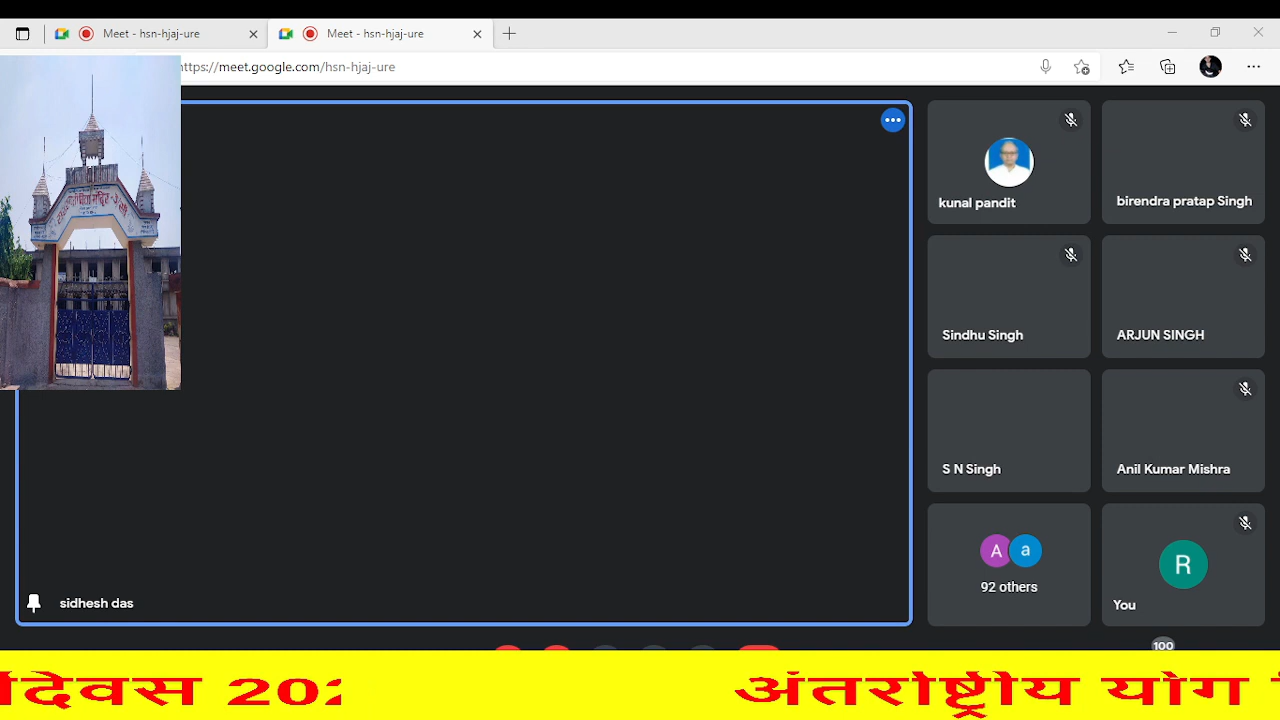 Meet - hsn-hjaj-ure
Meet - hsn-hjaj-ure
https://meet.google.com/hsn-hjaj-ure
kunal pandit
birendra pratap Singh
Sindhu Singh
ARJUN SINGH
S N Singh
Anil Kumar Mishra
A a
92 others
R
You
sidhesh das
100
दिवस 202 अंतर्राष्ट्रीय योग